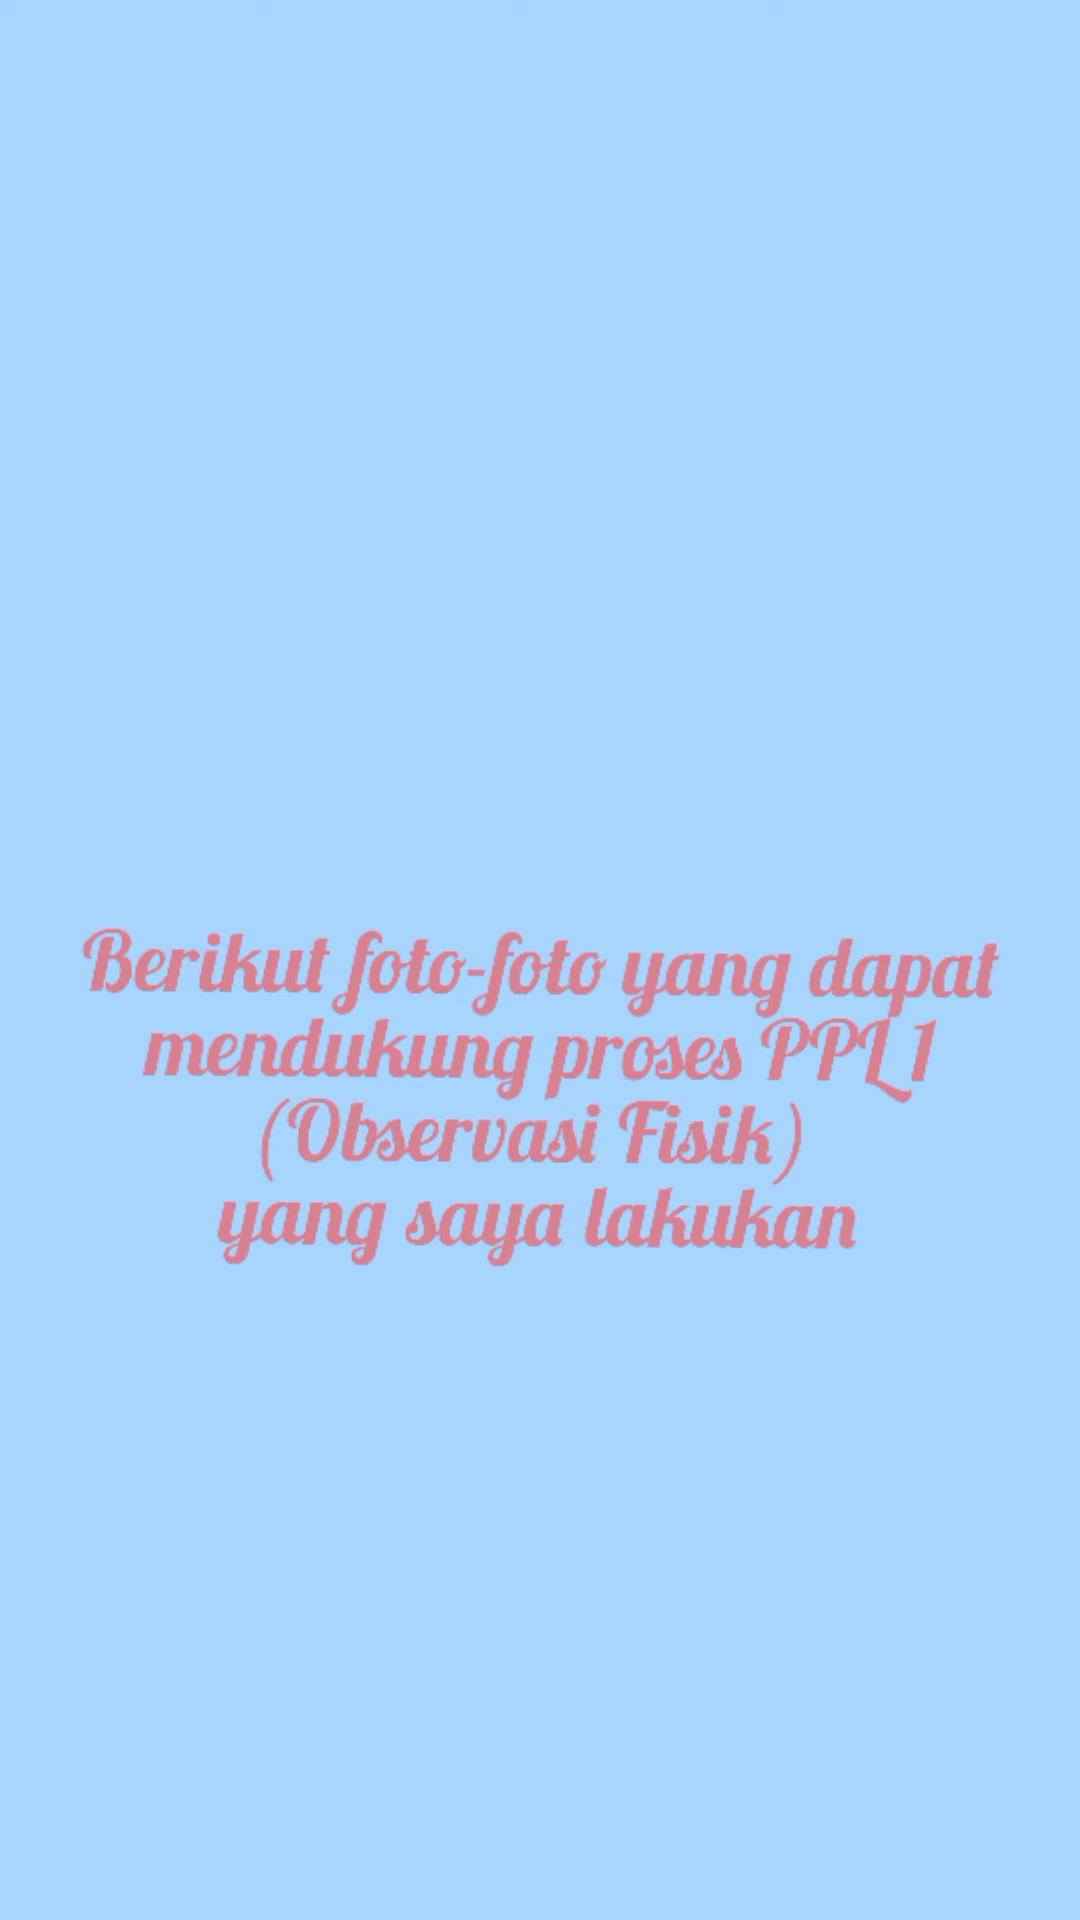 Berikut foto-foto yang dapat
mendukung proses PPL 1
(Observasi Fisik)
yang saya lakukan